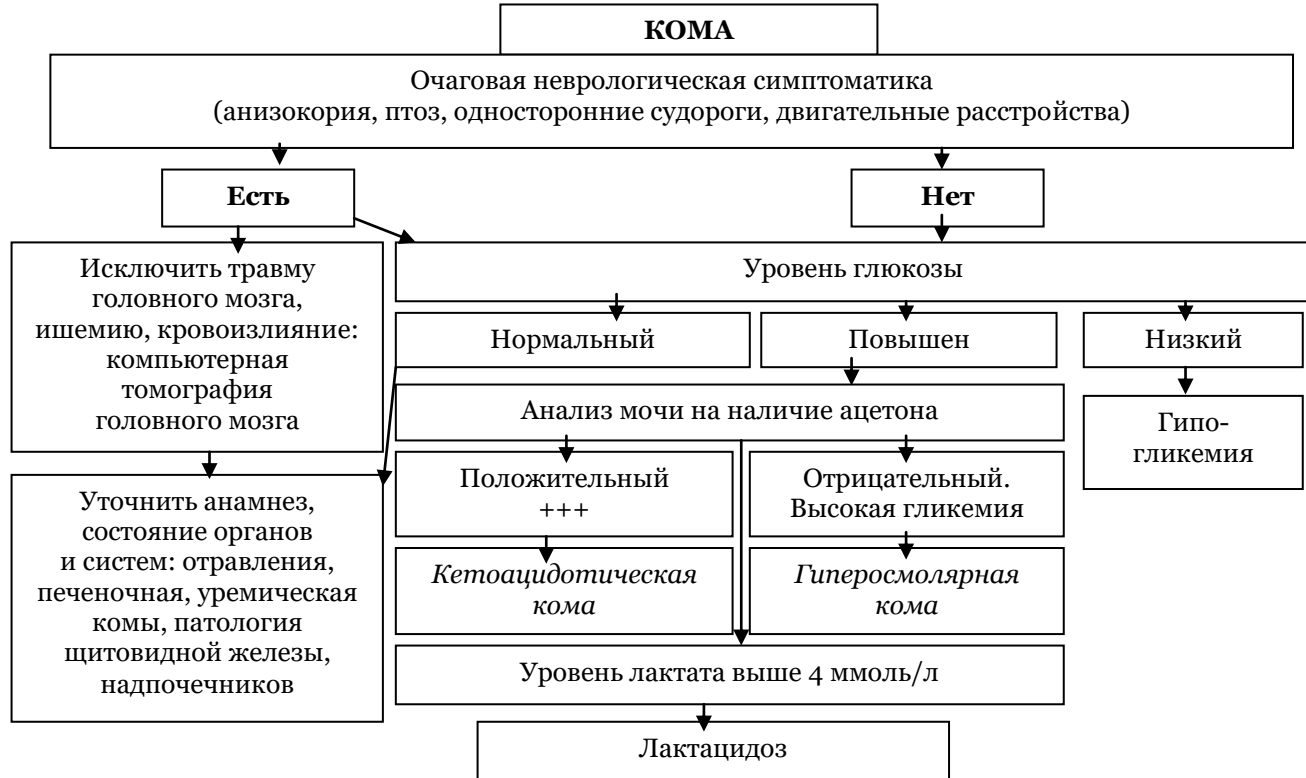 КОМА
Очаговая неврологическая симптоматика
(анизокория, птоз, односторонние судороги, двигательные расстройства)
Есть
Нет
Исключить травму
головного мозга,
ишемию, кровоизлияние:
компьютерная
томография
головного мозга
Уровень глюкозы
Нормальный
Повышен
Низкий
Анализ мочи на наличие ацетона
Гипо-
гликемия
Положительный
+++
Отрицательный.
Высокая гликемия
Уточнить анамнез,
состояние органов
и систем: отравления,
печеночная, уремическая
комы, патология
щитовидной железы,
надпочечников
Кетоацидотическая
кома
Гиперосмолярная
кома
Уровень лактата выше 4 ммоль/л
Лактацидоз